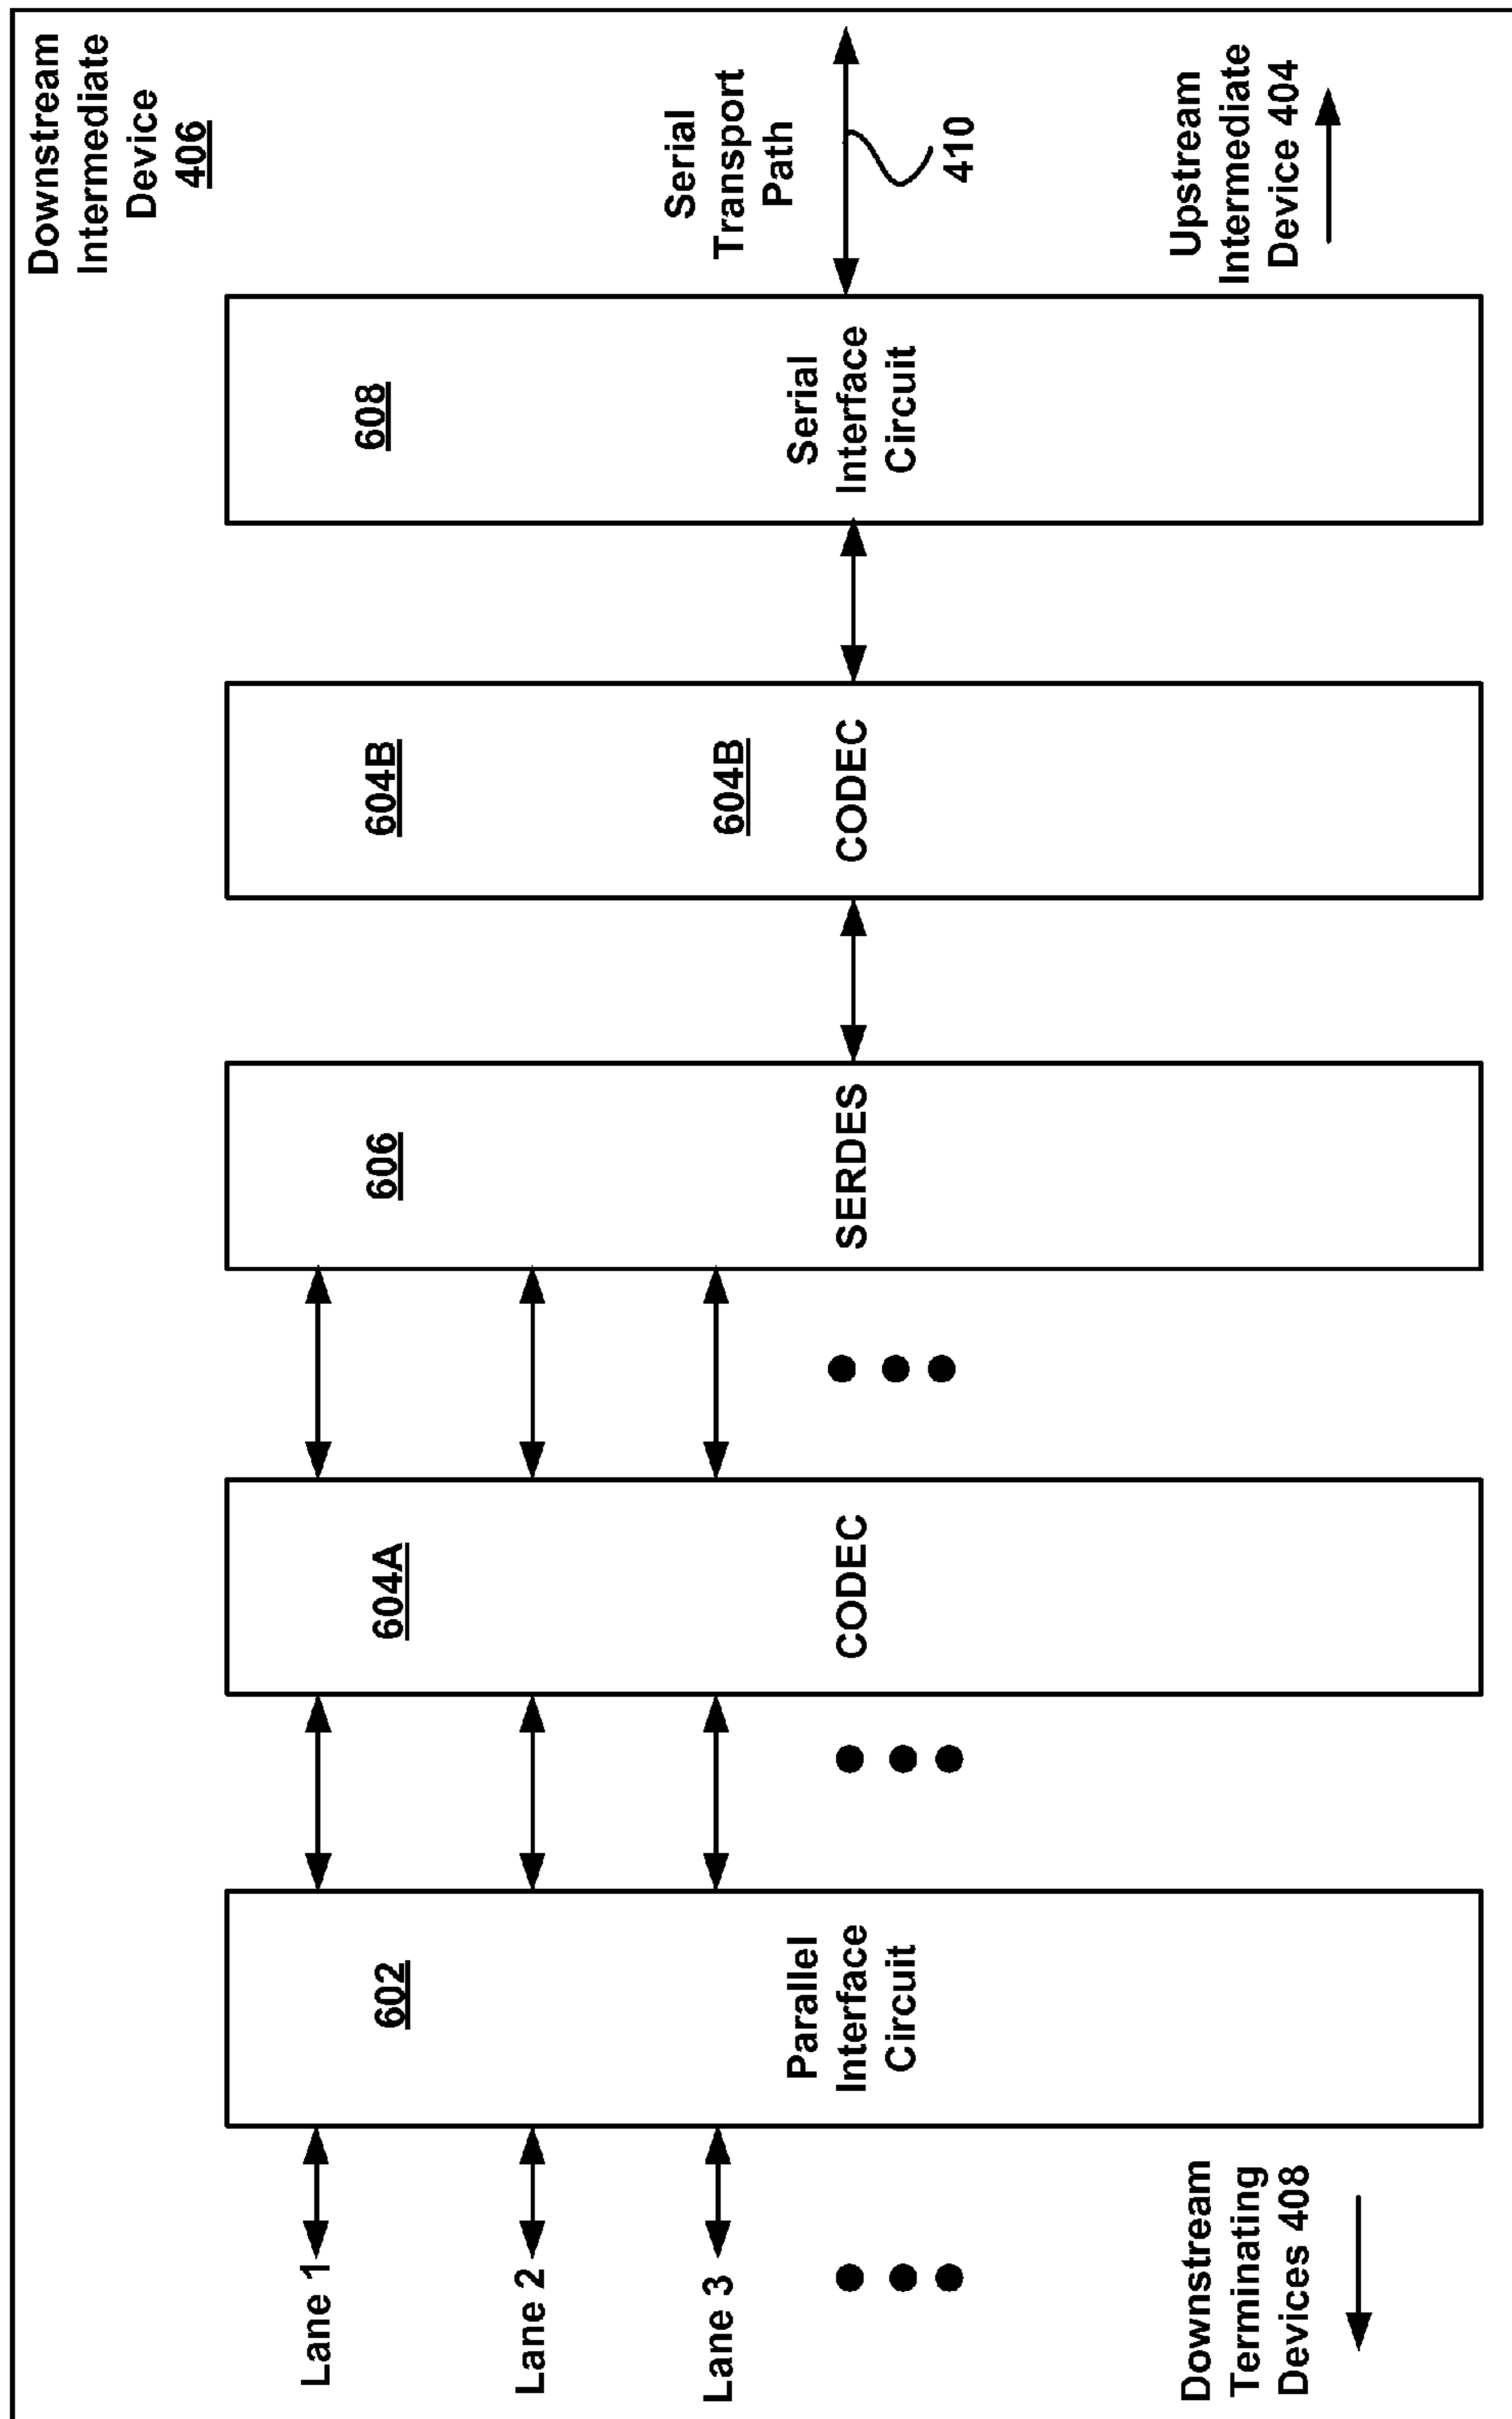 Downstream
Intermediate
Device
406
Lane 1
Lane 2
Lane 3
602
Parallel
Interface
Circuit
604A
CODEC
606
SERDES
604B
604B
CODEC
608
Serial
Interface
Circuit
Serial
Transport
Path
410
Downstream
Terminating
Devices 408
Upstream
Intermediate
Device 404